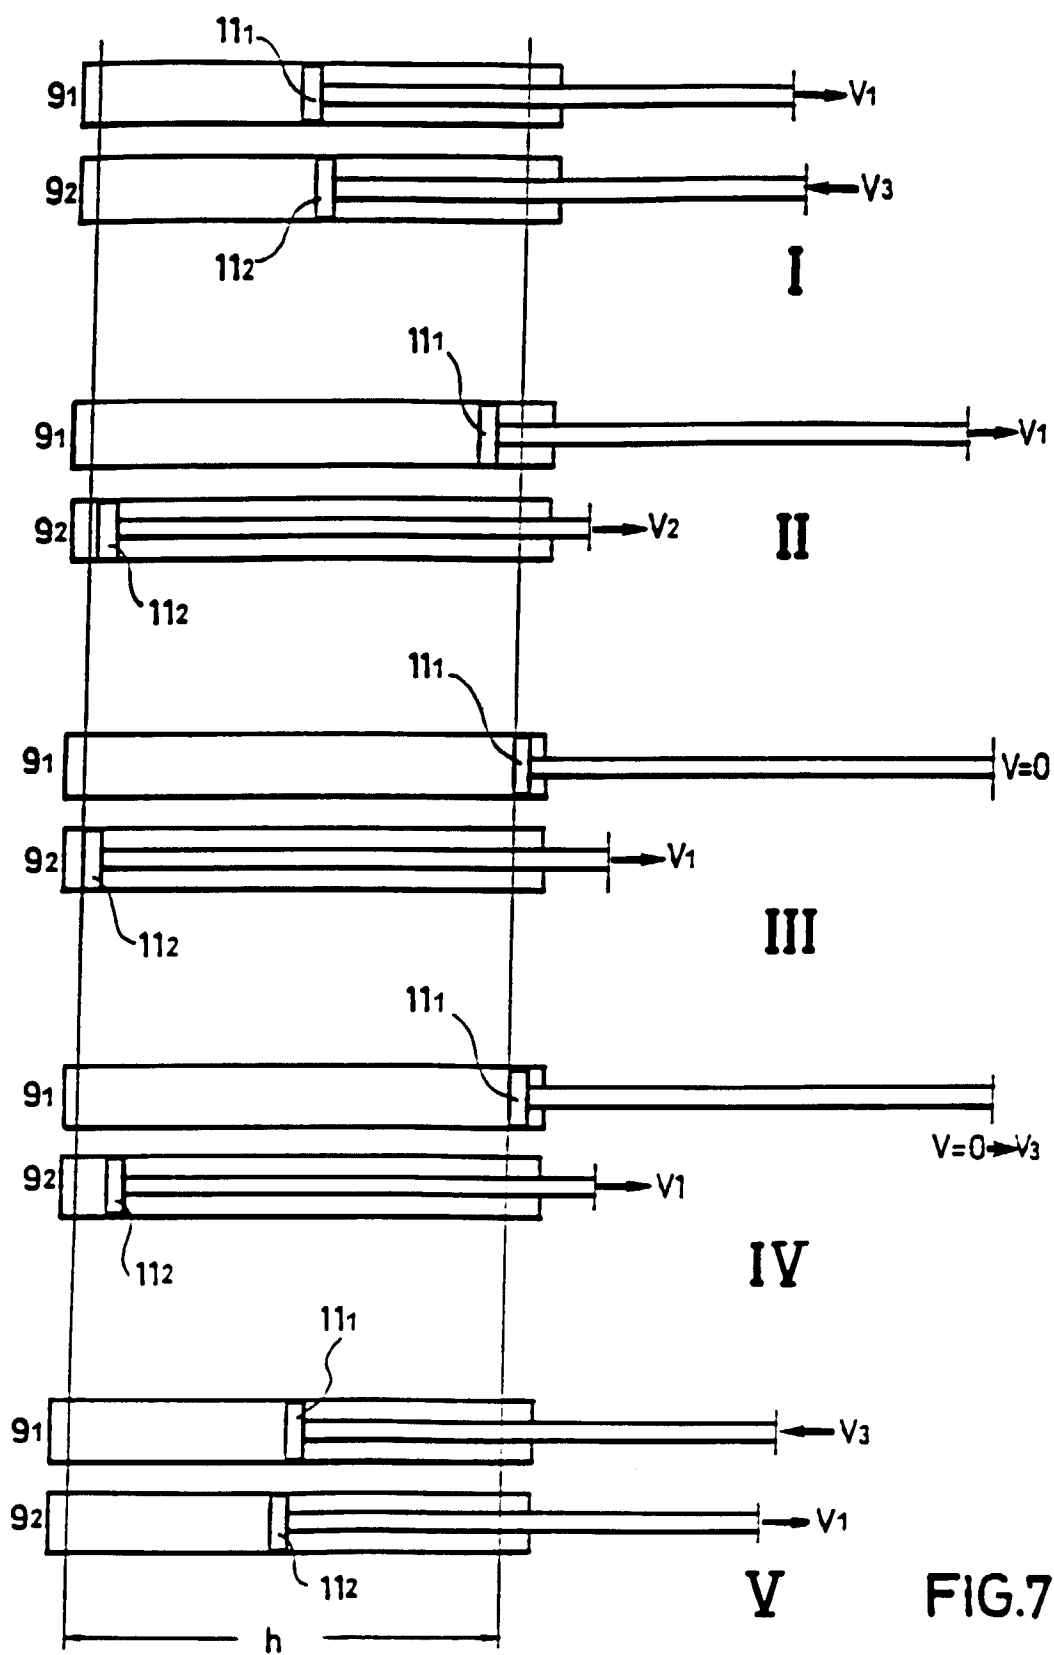 11₁
9₁ V₁
9₂ V₃
11₂
I
11₁
9₁ V₁
9₂ V₂
II
11₂
11₁
9₁ V=0
9₂ V₁
11₂
III
11₁
9₁
V=0→V₃
9₂ V₁
11₂
IV
11₁
9₁ V₃
9₂ V₁
11₂
V FIG.7
h